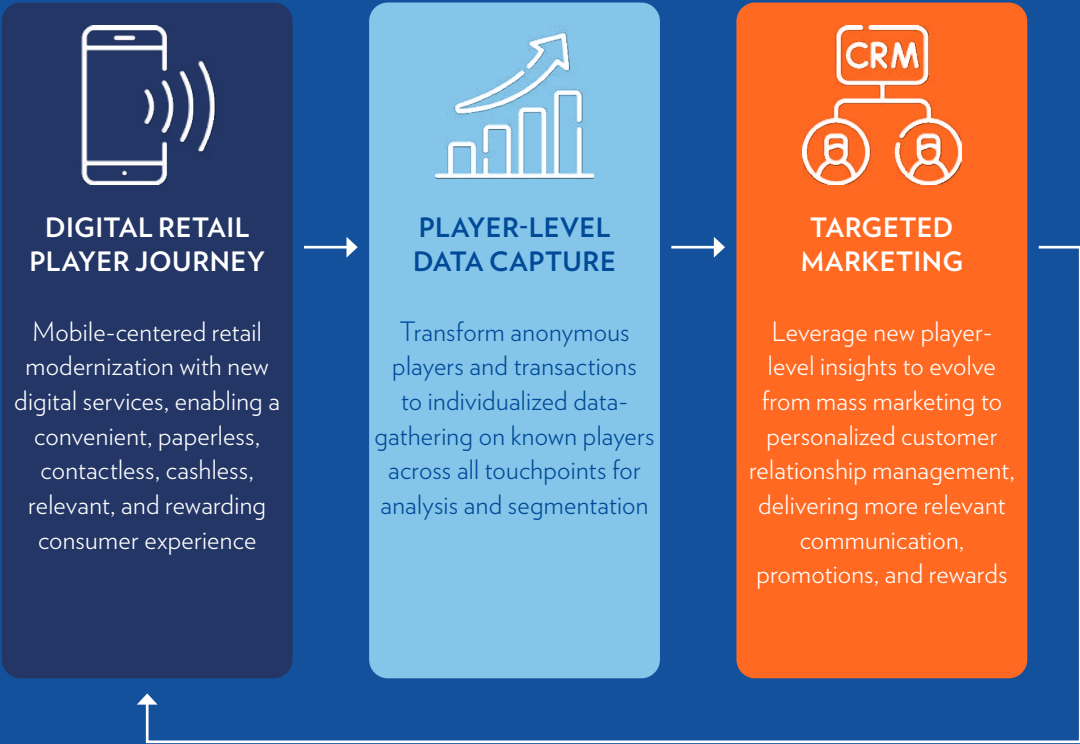 DIGITAL RETAIL
PLAYER JOURNEY
Mobile-centered retail
modernization with new
digital services, enabling a
convenient, paperless,
contactless, cashless,
relevant, and rewarding
consumer experience
PLAYER-LEVEL
DATA CAPTURE
Transform anonymous
players and transactions
to individualized data-
gathering on known players
across all touchpoints for
analysis and segmentation
CRM
TARGETED
MARKETING
Leverage new player-
level insights to evolve
from mass marketing to
personalized customer
relationship management,
delivering more relevant
communication,
promotions, and rewards